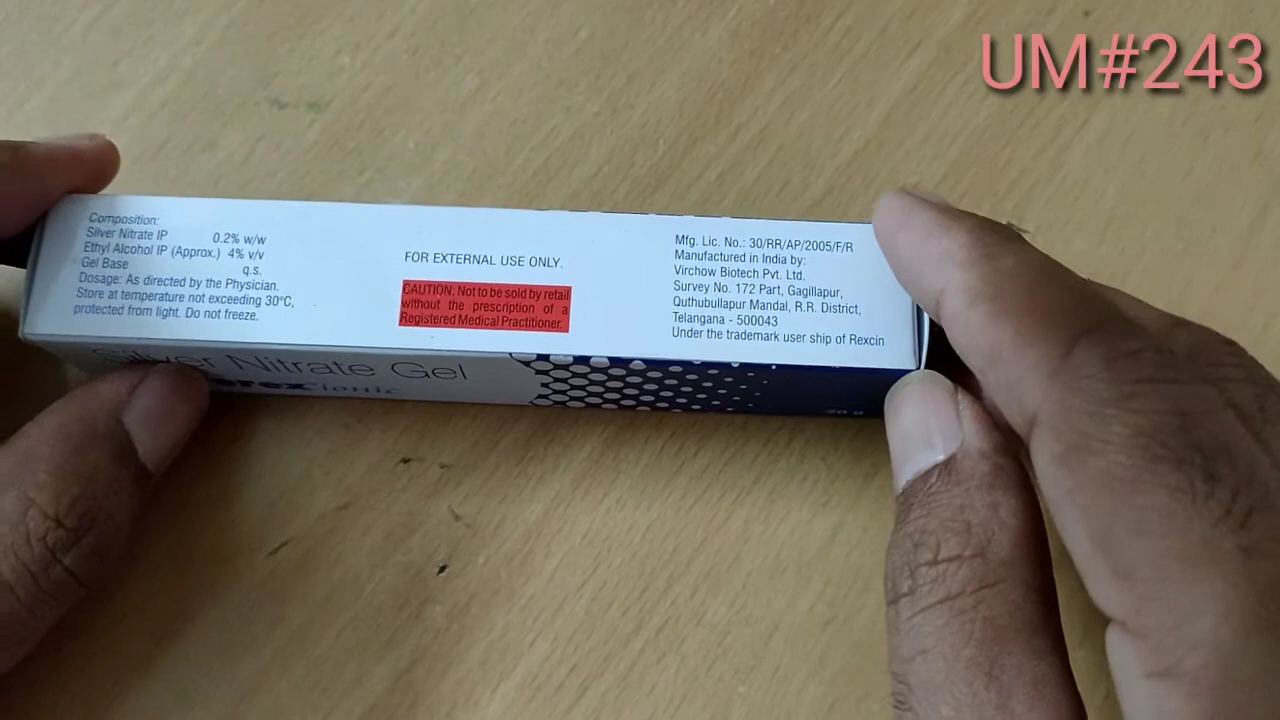 UM#243
Composition:
Silver Nitrate IP 0.2% w/w
Ethyl Alcohol IP (Approx.) 4% v/v
Gel Base q.s.
Dosage: As directed by the Physician.
Store at temperature not exceeding 30°C,
protected from light. Do not freeze.
FOR EXTERNAL USE ONLY.
CAUTION: Not to be sold by retail
without the prescription of a
Registered Medical Practitioner.
Mfg. Lic. No.: 30/RR/AP/2005/F/R
Manufactured in India by:
Virchow Biotech Pvt. Ltd.
Survey No. 172 Part, Gagillapur,
Quthubullapur Mandal, R.R. District,
Telangana - 500043
Under the trademark user ship of Rexcin
Silver Nitrate Gel
ionic
20 g